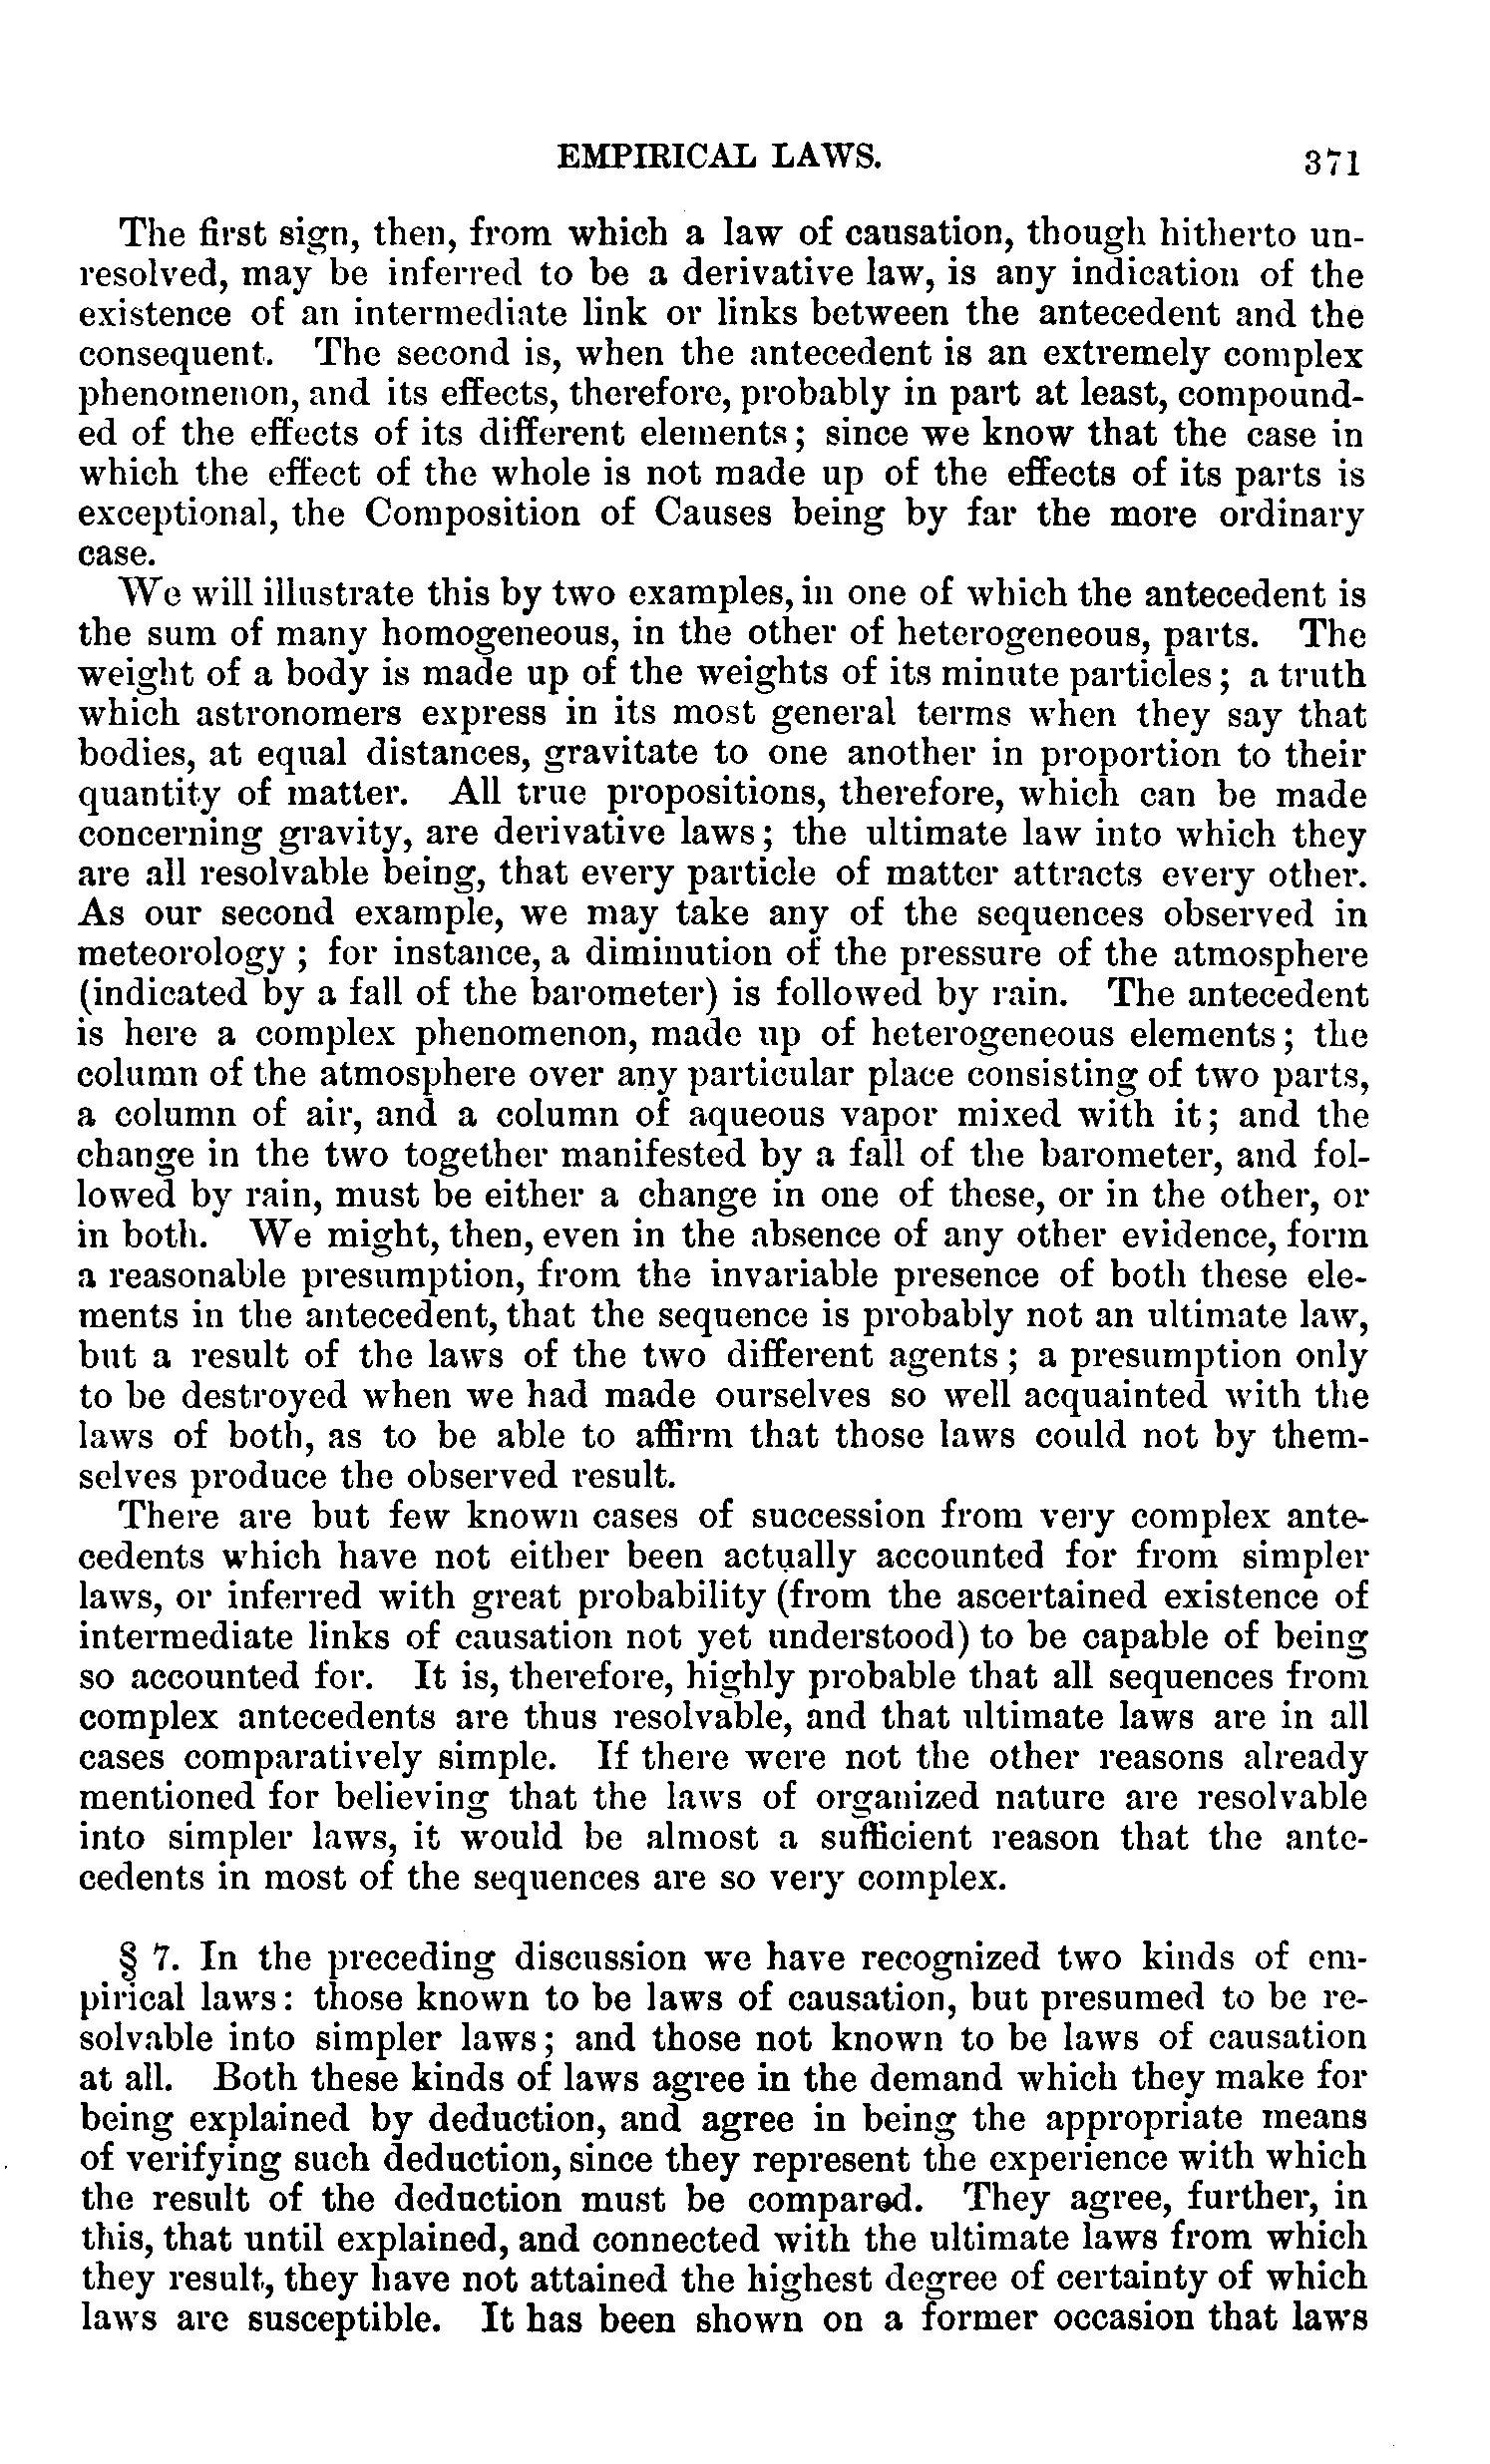 EMPIRICAL LAWS. 371
The first sign, then, from which a law of causation, though hitherto un-
resolved, may be inferred to be a derivative law, is any indication of the
existence of an intermediate link or links between the antecedent and the
consequent. The second is, when the antecedent is an extremely complex
phenomenon, and its effects, therefore, probably in part at least, compound-
ed of the effects of its different elements; since we know that the case in
which the effect of the whole is not made up of the effects of its parts is
exceptional, the Composition of Causes being by far the more ordinary
case.
We will illustrate this by two examples, in one of which the antecedent is
the sum of many homogeneous, in the other of heterogeneous, parts. The
weight of a body is made up of the weights of its minute particles; a truth
which astronomers express in its most general terms when they say that
bodies, at equal distances, gravitate to one another in proportion to their
quantity of matter. All true propositions, therefore, which can be made
concerning gravity, are derivative laws; the ultimate law into which they
are all resolvable being, that every particle of matter attracts every other.
As our second example, we may take any of the sequences observed in
meteorology; for instance, a diminution of the pressure of the atmosphere
(indicated by a fall of the barometer) is followed by rain. The antecedent
is here a complex phenomenon, made up of heterogeneous elements; the
column of the atmosphere over any particular place consisting of two parts,
a column of air, and a column of aqueous vapor mixed with it; and the
change in the two together manifested by a fall of the barometer, and fol-
lowed by rain, must be either a change in one of these, or in the other, or
in both. We might, then, even in the absence of any other evidence, form
a reasonable presumption, from the invariable presence of both these ele-
ments in the antecedent, that the sequence is probably not an ultimate law,
but a result of the laws of the two different agents; a presumption only
to be destroyed when we had made ourselves so well acquainted with the
laws of both, as to be able to affirm that those laws could not by them-
selves produce the observed result.
There are but few known cases of succession from very complex ante-
cedents which have not either been actually accounted for from simpler
laws, or inferred with great probability (from the ascertained existence of
intermediate links of causation not yet understood) to be capable of being
so accounted for. It is, therefore, highly probable that all sequences from
complex antecedents are thus resolvable, and that ultimate laws are in all
cases comparatively simple. If there were not the other reasons already
mentioned for believing that the laws of organized nature are resolvable
into simpler laws, it would be almost a sufficient reason that the ante-
cedents in most of the sequences are so very complex.
§ 7. In the preceding discussion we have recognized two kinds of em-
pirical laws: those known to be laws of causation, but presumed to be re-
solvable into simpler laws; and those not known to be laws of causation
at all. Both these kinds of laws agree in the demand which they make for
being explained by deduction, and agree in being the appropriate means
of verifying such deduction, since they represent the experience with which
the result of the deduction must be compared. They agree, further, in
this, that until explained, and connected with the ultimate laws from which
they result, they have not attained the highest degree of certainty of which
laws are susceptible. It has been shown on a former occasion that laws